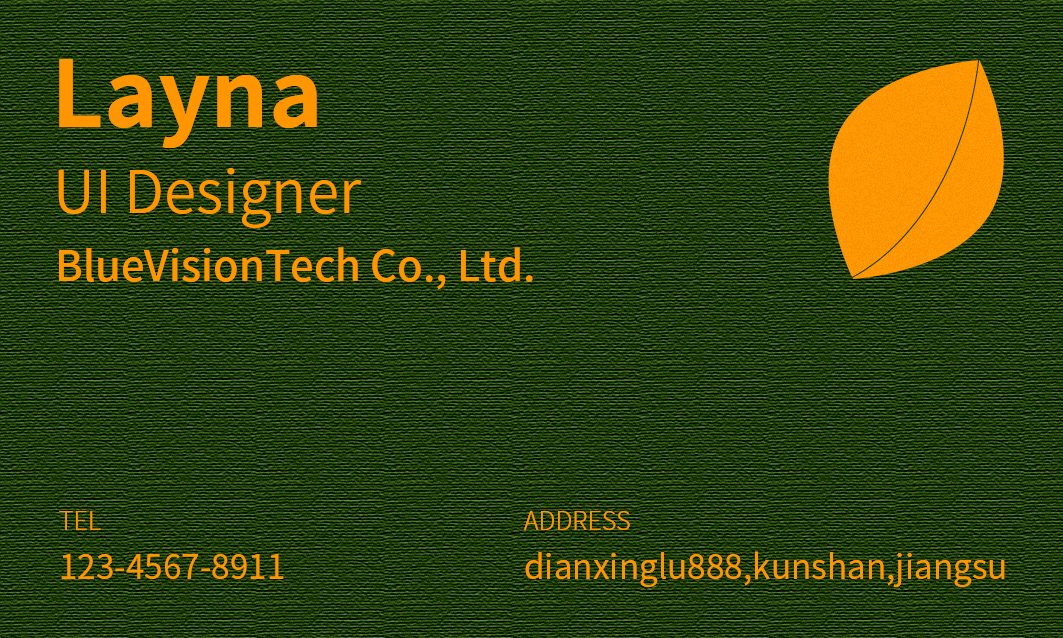 Layna
UI Designer
BlueVisionTech Co., Ltd.
TEL
123-4567-8911
ADDRESS
dianxinglu888,kunshan,jiangsu